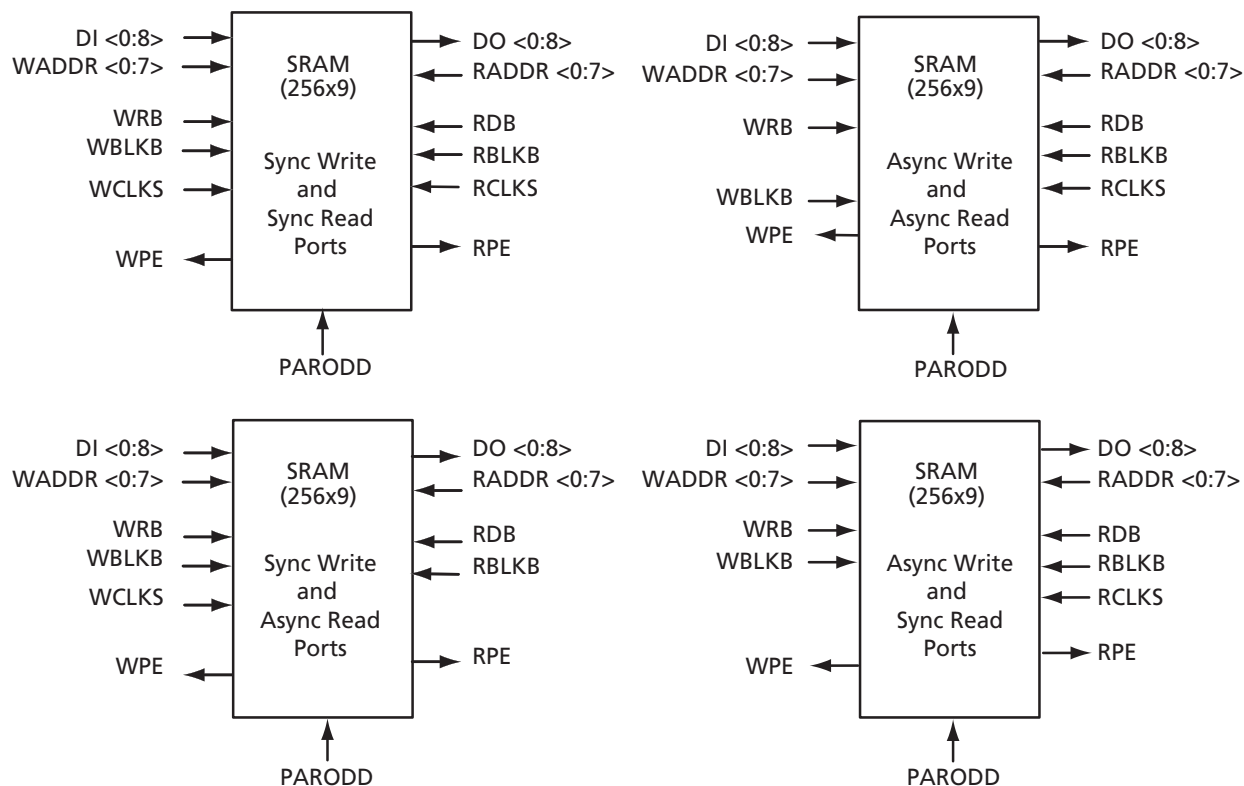 DI <0:8>
WADDR <0:7>
WRB
WBLKB
WCLKS
WPE
SRAM
(256x9)
Sync Write
and
Sync Read
Ports
DO <0:8>
RADDR <0:7>
RDB
RBLKB
RCLKS
RPE
PARODD
DI <0:8>
WADDR <0:7>
WRB
WBLKB
WPE
SRAM
(256x9)
Async Write
and
Async Read
Ports
DO <0:8>
RADDR <0:7>
RDB
RBLKB
RCLKS
RPE
PARODD
DI <0:8>
WADDR <0:7>
WRB
WBLKB
WCLKS
WPE
SRAM
(256x9)
Sync Write
and
Async Read
Ports
DO <0:8>
RADDR <0:7>
RDB
RBLKB
RPE
PARODD
DI <0:8>
WADDR <0:7>
WRB
WBLKB
WPE
SRAM
(256x9)
Async Write
and
Sync Read
Ports
DO <0:8>
RADDR <0:7>
RDB
RBLKB
RCLKS
RPE
PARODD